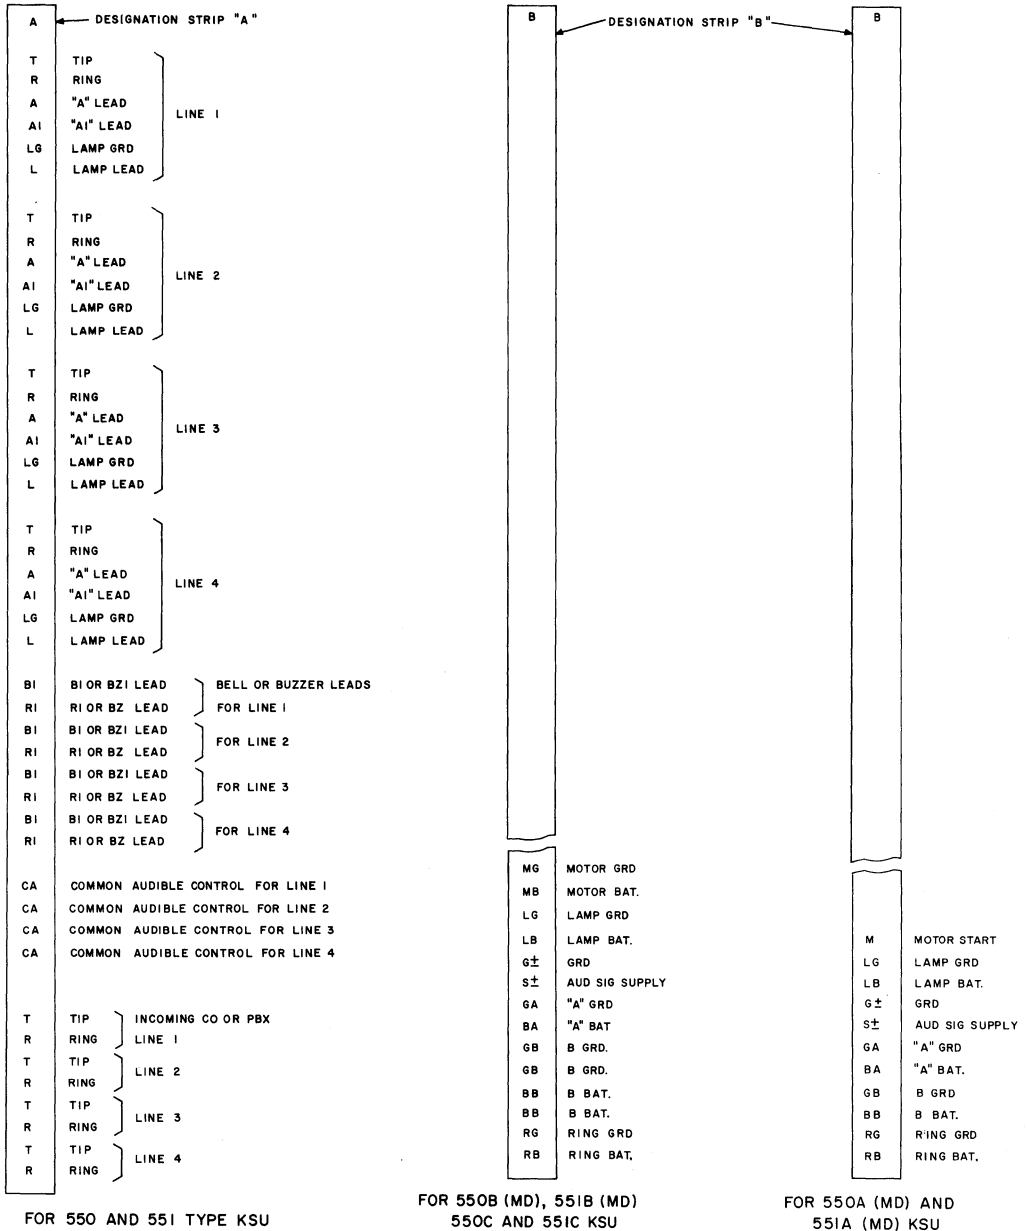 A DESIGNATION STRIP "A"
T TIP
R RING
A "A" LEAD
LINE 1
A1 "A1" LEAD
LG LAMP GRD
L LAMP LEAD
T TIP
R RING
A "A" LEAD
LINE 2
A1 "A1" LEAD
LG LAMP GRD
L LAMP LEAD
T TIP
R RING
A "A" LEAD
LINE 3
A1 "A1" LEAD
LG LAMP GRD
L LAMP LEAD
T TIP
R RING
A "A" LEAD
LINE 4
A1 "A1" LEAD
LG LAMP GRD
L LAMP LEAD
B1 B1 OR BZ1 LEAD BELL OR BUZZER LEADS
R1 R1 OR BZ LEAD FOR LINE 1
B1 B1 OR BZ1 LEAD
FOR LINE 2
R1 R1 OR BZ LEAD
B1 B1 OR BZ1 LEAD
FOR LINE 3
R1 R1 OR BZ LEAD
B1 B1 OR BZ1 LEAD
FOR LINE 4
R1 R1 OR BZ LEAD
CA COMMON AUDIBLE CONTROL FOR LINE 1
CA COMMON AUDIBLE CONTROL FOR LINE 2
CA COMMON AUDIBLE CONTROL FOR LINE 3
CA COMMON AUDIBLE CONTROL FOR LINE 4
T TIP INCOMING CO OR PBX
R RING LINE 1
T TIP
LINE 2
R RING
T TIP
LINE 3
R RING
T TIP
LINE 4
R RING
FOR 550 AND 551 TYPE KSU
B DESIGNATION STRIP "B" B
MG MOTOR GRD
MB MOTOR BAT.
LG LAMP GRD
LB LAMP BAT.
G± GRD
S± AUD SIG SUPPLY
GA "A" GRD
BA "A" BAT
GB B GRD.
GB B GRD.
BB B BAT.
BB B BAT.
RG RING GRD
RB RING BAT.
FOR 550B (MD), 551B (MD)
550C AND 551C KSU
M MOTOR START
LG LAMP GRD
LB LAMP BAT.
G± GRD
S± AUD SIG SUPPLY
GA "A" GRD
BA "A" BAT.
GB B GRD
BB B BAT.
RG RING GRD
RB RING BAT.
FOR 550A (MD) AND
551A (MD) KSU